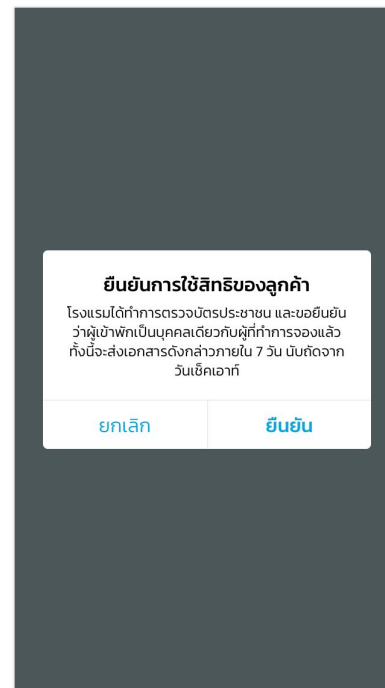 ยืนยันการใช้สิทธิของลูกค้า
โรงแรมได้ทำการตรวจบัตรประชาชน และขอยืนยัน
ว่าผู้เข้าพักเป็นบุคคลเดียวกับผู้ที่ทำการจองแล้ว
ทั้งนี้จะส่งเอกสารดังกล่าวภายใน 7 วัน นับถัดจาก
วันเช็คเอาท์
ยกเลิก
ยืนยัน